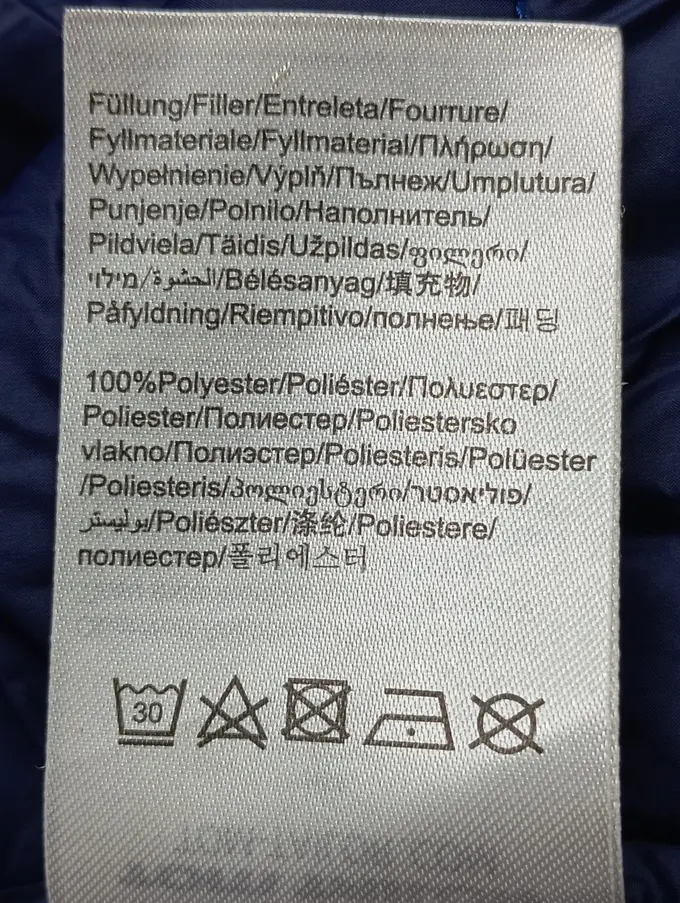 Füllung/Filler/Entreleta/Fourrure/
Fyllmateriale/Fyllmaterial/Πλήρωση/
Wypełnienie/Výplň/Пълнеж/Umplutura/
Punjenje/Polnilo/Наполнитель/
Pildviela/Täidis/Užpildas/ფილერი/
מילוי/الحشوة/Bélésanyag/填充物/
Påfyldning/Riempitivo/полнење/패딩
100%Polyester/Poliéster/Πολυεστερ/
Poliester/Полиестер/Poliestersko
vlakno/Полиэстер/Poliesteris/Polüester
/Poliesteris/პოლიესტერი/פוליאסטר/
بوليستر/Poliészter/涤纶/Poliestere/
полиестер/폴리에스터
30